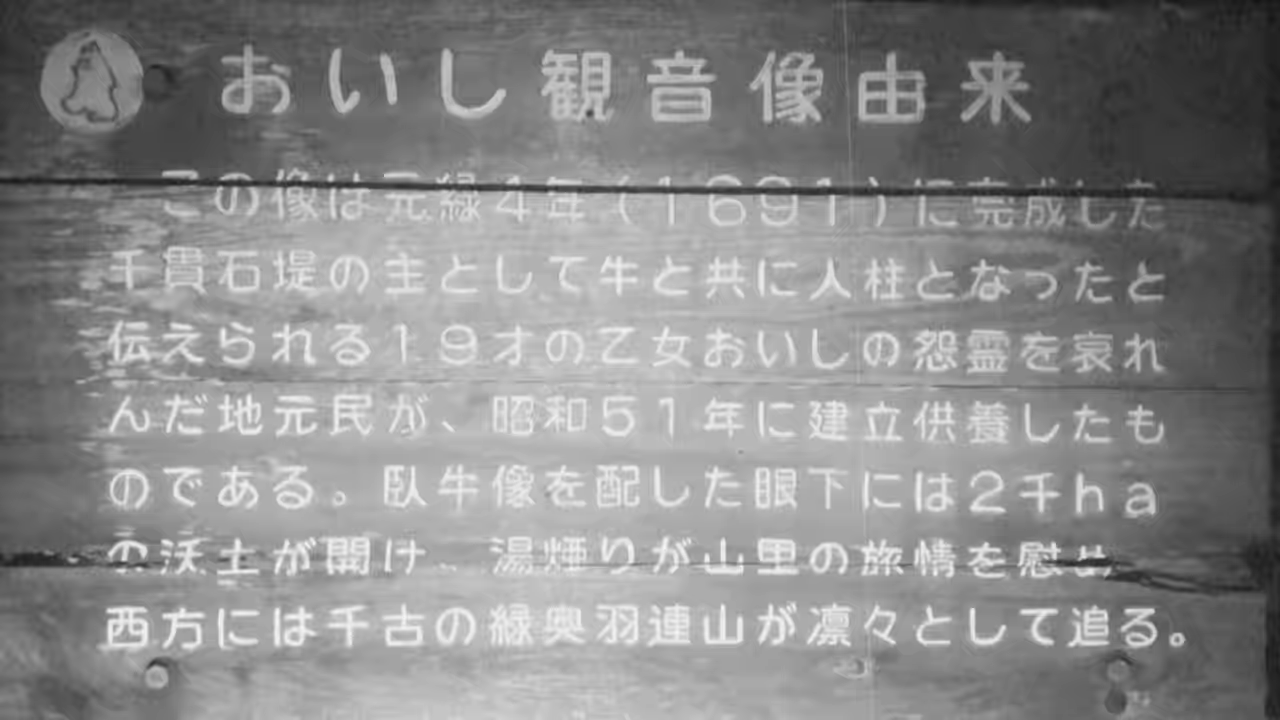 おいし観音像由来
この像は元緑4年(1691)に完成した
千貫石堤の主として牛と共に人柱となったと
伝えられる19才の乙女おいしの怨霊を哀れ
んだ地元民が、昭和51年に建立供養したも
のである。臥牛像を配した眼下には2千ha
の沃土が開け、湯煙りが山里の旅情を慰め
西方には千古の緑奥羽連山が凛々として追る。